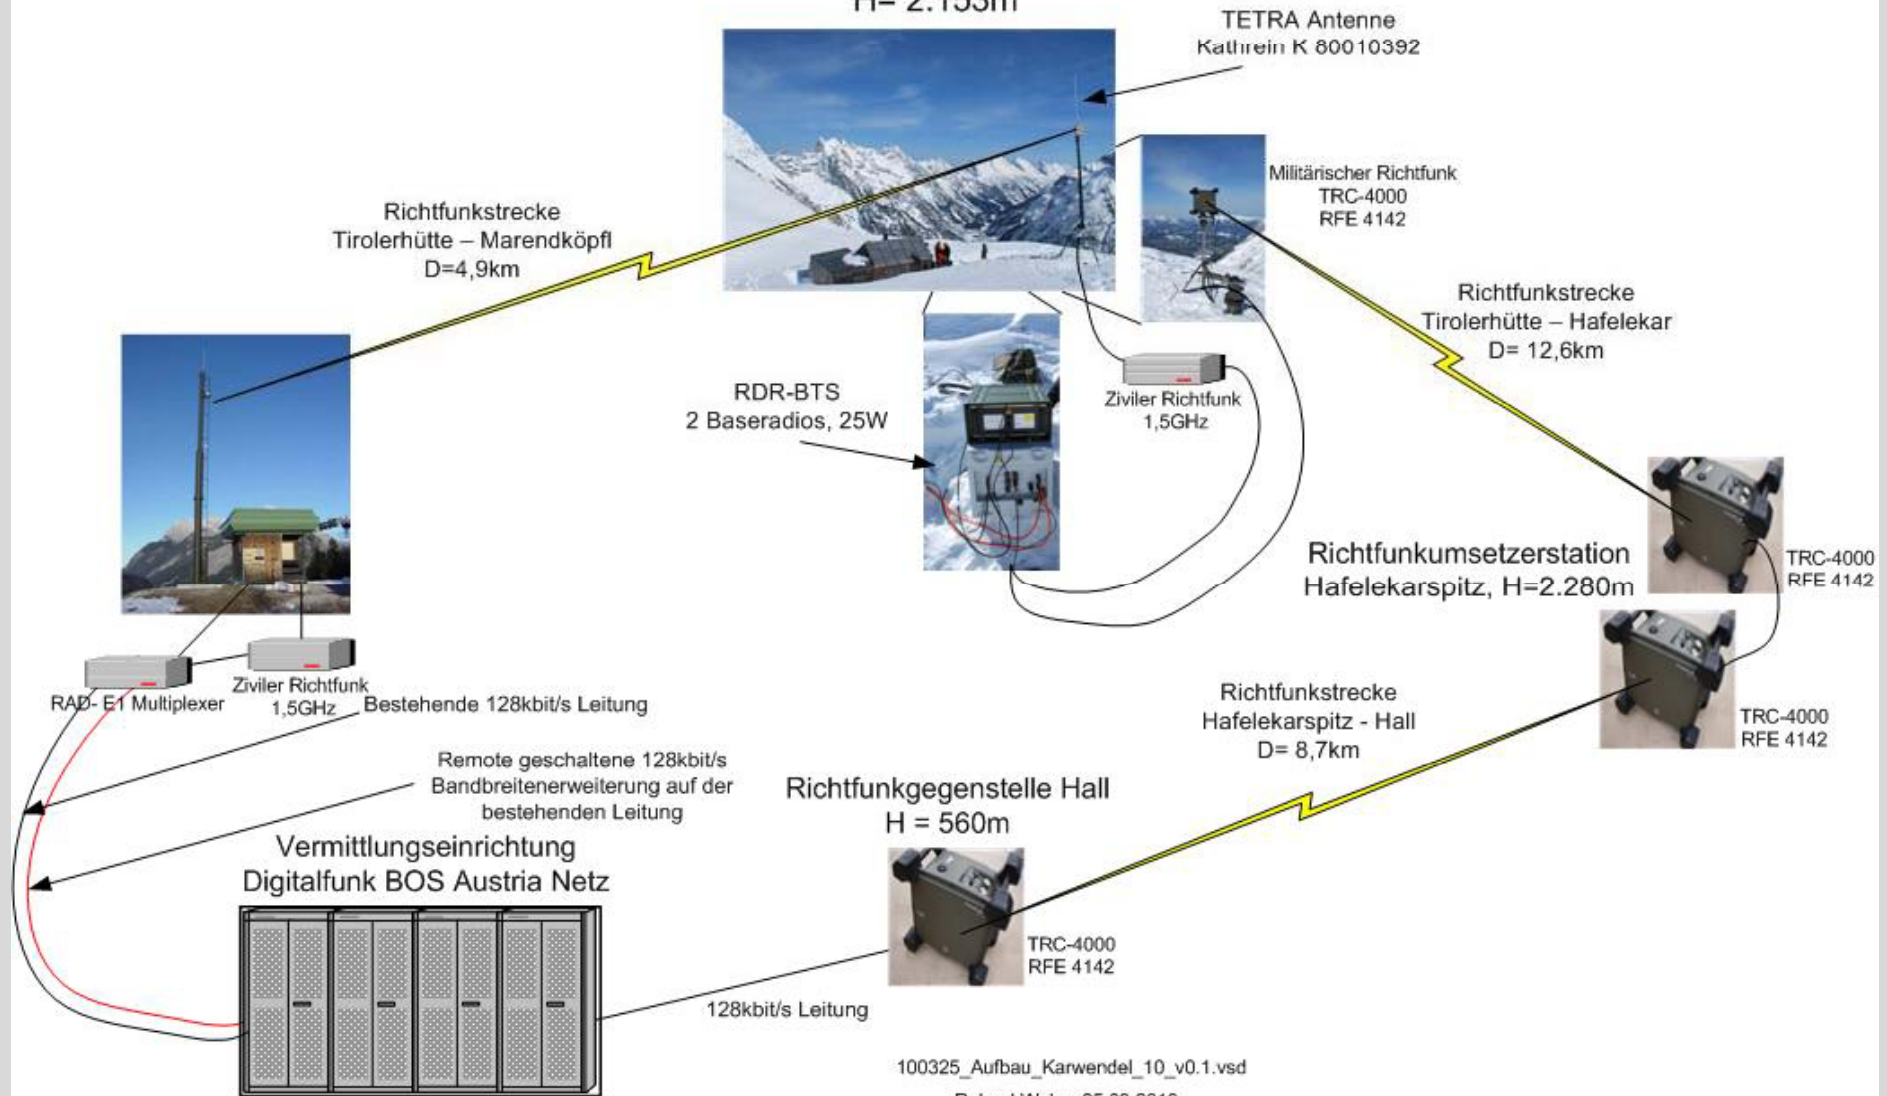 H= 2.153m
TETRA Antenne
Kathrein K 80010392
Militärischer Richtfunk
TRC-4000
RFE 4142
Richtfunkstrecke
Tirolerhütte – Marendköpfl
D=4,9km
Richtfunkstrecke
Tirolerhütte – Hafelekar
D= 12,6km
RDR-BTS
2 Baseradios, 25W
Ziviler Richtfunk
1,5GHz
Richtfunkumsetzerstation
Hafelekarspitz, H=2.280m
TRC-4000
RFE 4142
TRC-4000
RFE 4142
RAD- E1 Multiplexer
Ziviler Richtfunk
1,5GHz
Bestehende 128kbit/s Leitung
Remote geschaltene 128kbit/s
Bandbreitenerweiterung auf der
bestehenden Leitung
Richtfunkstrecke
Hafelekarspitz - Hall
D= 8,7km
Richtfunkgegenstelle Hall
H = 560m
Vermittlungseinrichtung
Digitalfunk BOS Austria Netz
TRC-4000
RFE 4142
128kbit/s Leitung
100325_Aufbau_Karwendel_10_v0.1.vsd